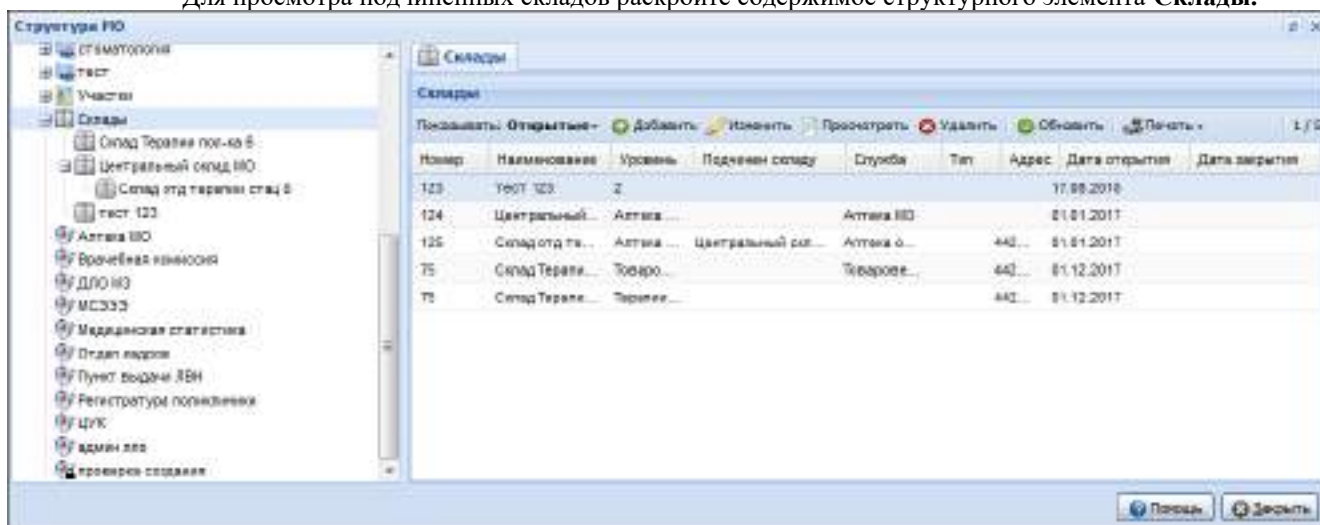 Для просмотра подчиненных складов раскройте содержимое структурного элемента Склады.
Структура МО
стоматология
тест
Участки
Склады
Склад Терапии пол-ка 6
Центральный склад МО
Склад отд терапии стац 6
тест 123
Аптека МО
Врачебная комиссия
ДЛО МЗ
МСЭЭЭ
Медицинская статистика
Отдел кадров
Пункт выдачи ЛВН
Регистратура поликлиники
ЦУК
админ лло
проверка создания
Склады
Склады
Показывать: Открытые Добавить Изменить Просмотреть Удалить Обновить Печать 1 / 5
Номер Наименование Уровень Подчинен складу Служба Тип Адрес Дата открытия Дата закрытия
123 тест 123 2 17.08.2018
124 Центральный... Аптека ... Аптека МО 01.01.2017
125 Склад отд те... Аптека ... Центральный скл... Аптека о... 442... 01.01.2017
75 Склад Терапи... Товаро... Товарове... 442... 01.12.2017
75 Склад Терапи... Терапев... 442... 01.12.2017
Помощь Закрыть